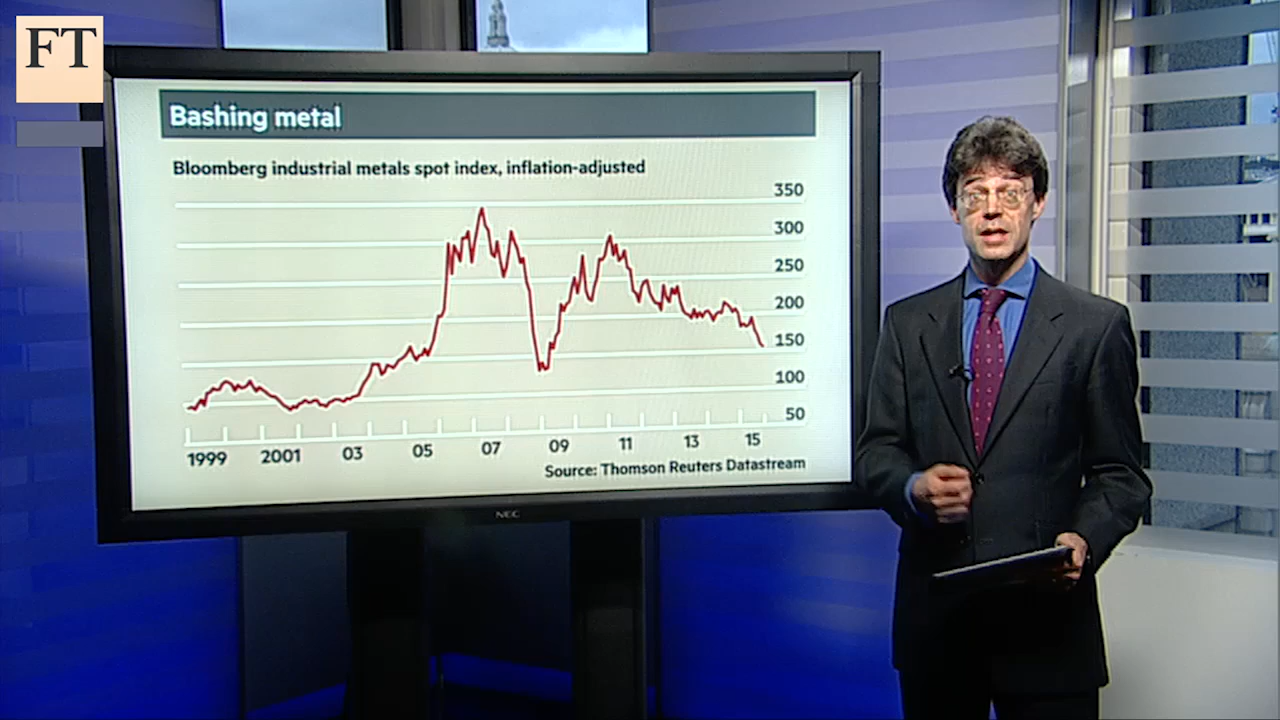 FT
Bashing metal
Bloomberg industrial metals spot index, inflation-adjusted
350
300
250
200
150
100
50
1999 2001 03 05 07 09 11 13 15
Source: Thomson Reuters Datastream
NEC